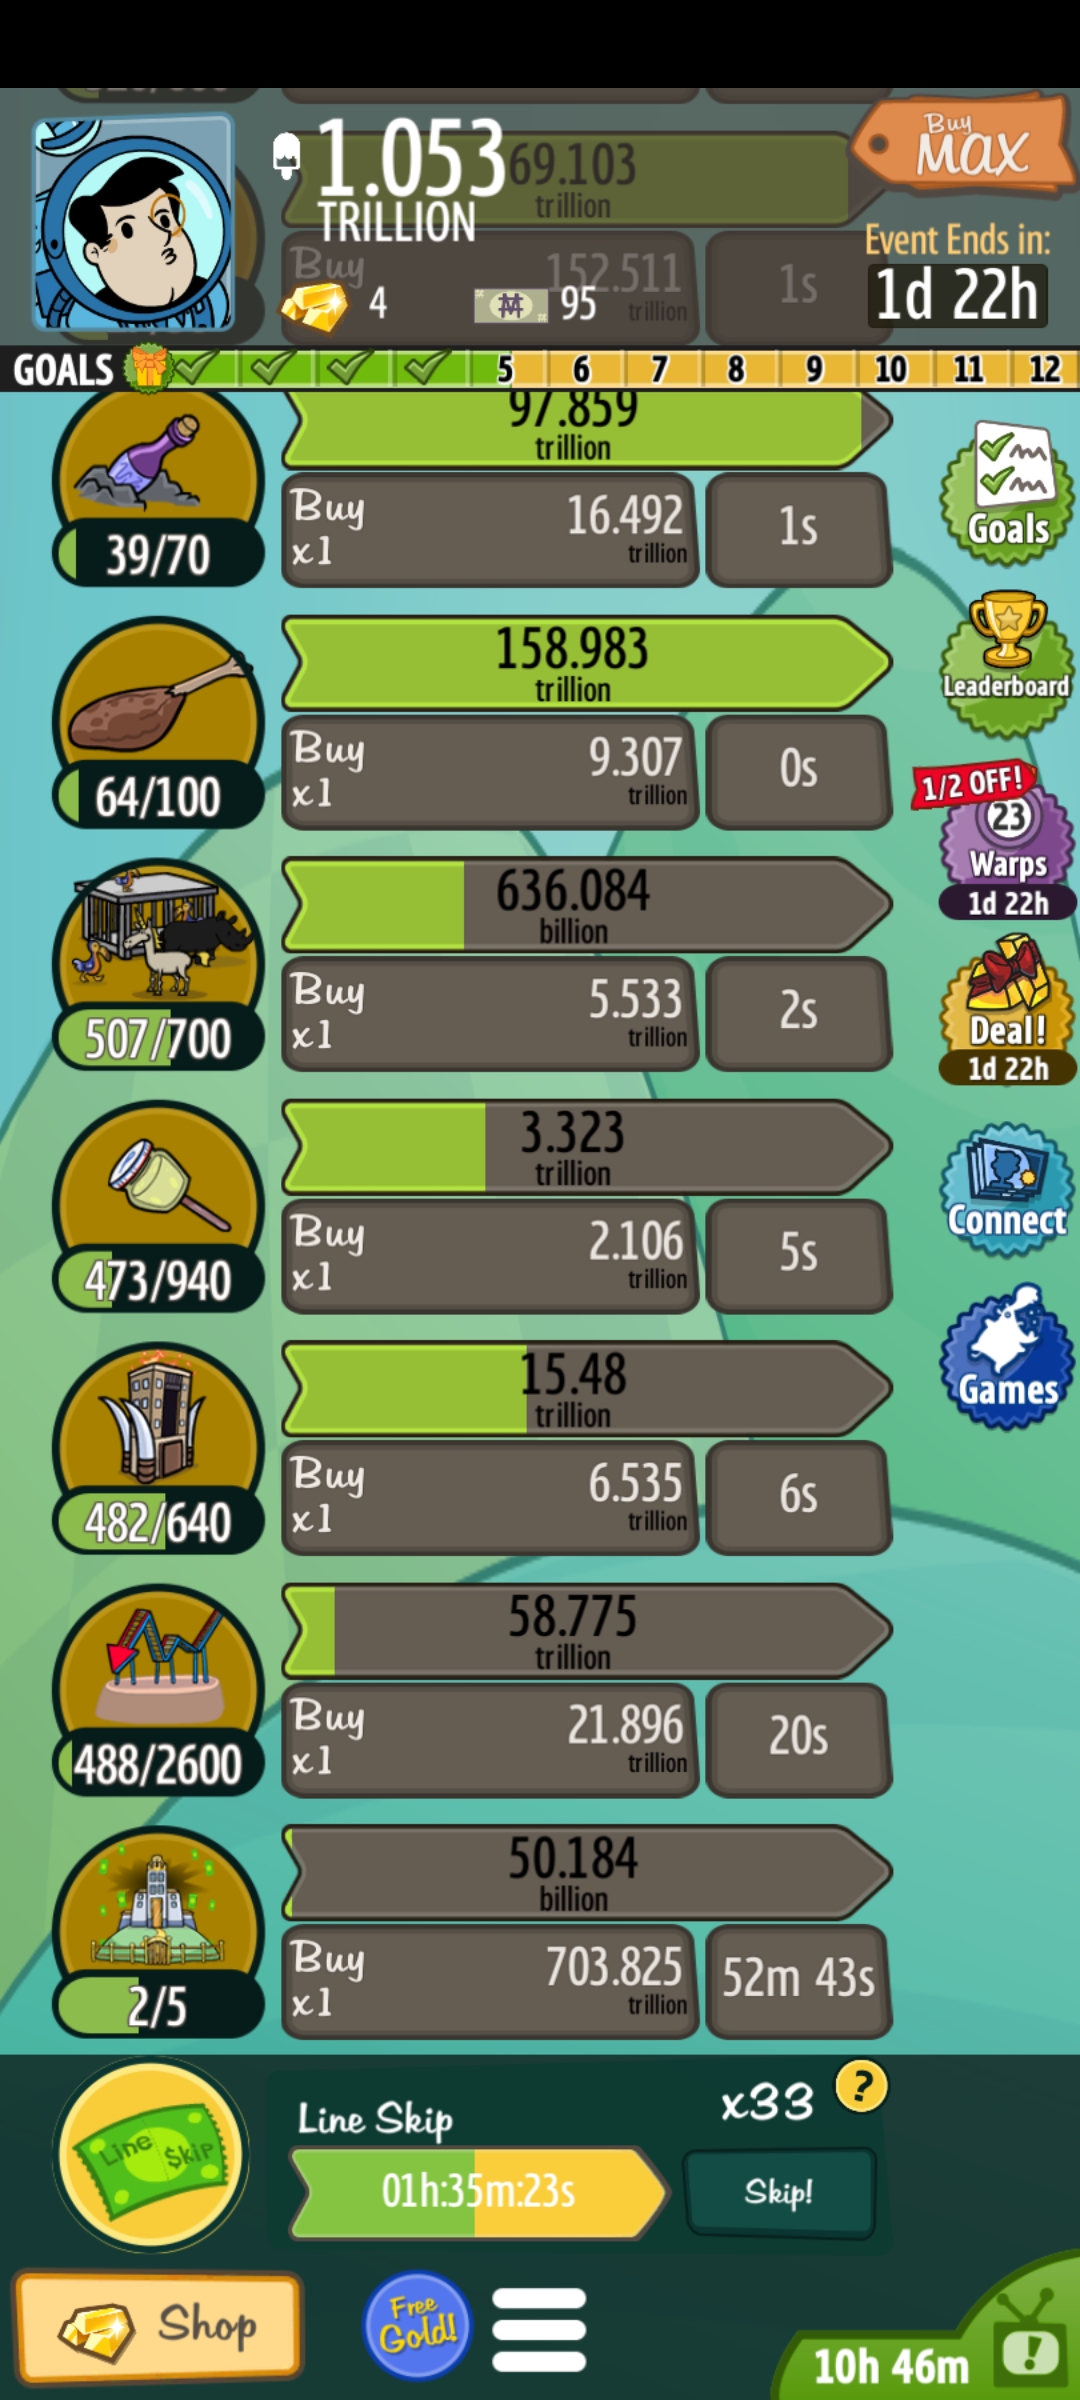 1.053
TRILLION
69.103
trillion
Buy
MAX
Buy
152.511
trillion
1s
4
95
Event Ends in:
1d 22h
GOALS
5 6 7 8 9 10 11 12
97.859
trillion
39/70
Buy
x1
16.492
trillion
1s
Goals
158.983
trillion
64/100
Buy
x1
9.307
trillion
0s
Leaderboard
1/2 OFF!
23
Warps
1d 22h
636.084
billion
507/700
Buy
x1
5.533
trillion
2s
Deal!
1d 22h
3.323
trillion
473/940
Buy
x1
2.106
trillion
5s
Connect
15.48
trillion
482/640
Buy
x1
6.535
trillion
6s
Games
58.775
trillion
488/2600
Buy
x1
21.896
trillion
20s
50.184
billion
2/5
Buy
x1
703.825
trillion
52m 43s
Line $kip
Line Skip
x33
?
01h:35m:23s
Skip!
Shop
Free
Gold!
10h 46m
!